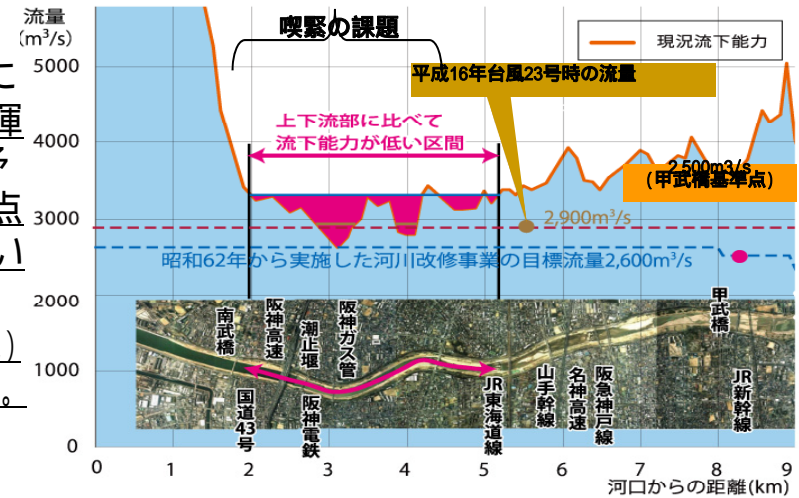 流量
(m³/s)
5000
4000
3000
2000
1000
0
に
揮
予
点
い
)
。
喫緊の課題
現況流下能力
平成16年台風23号時の流量
上下流部に比べて
流下能力が低い区間
2,500m3/s
(甲武橋基準点)
2,900m³/s
昭和62年から実施した河川改修事業の目標流量2,600m³/s
南武橋
阪神高速
潮止堰
阪神ガス管
甲武橋
国道43号
阪神電鉄
JR東海道線
山手幹線
名神高速
阪急神戸線
JR新幹線
0 1 2 3 4 5 6 7 8 9
河口からの距離(km)